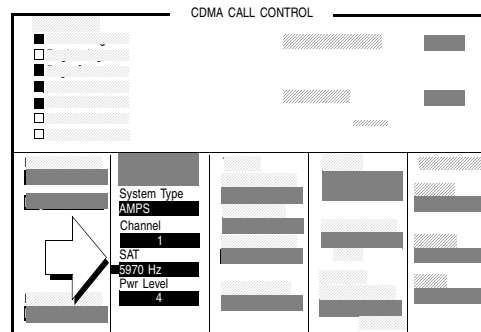 CDMA CALL CONTROL
System Type
AMPS
Channel
1
SAT
5970 Hz
Pwr Level
4